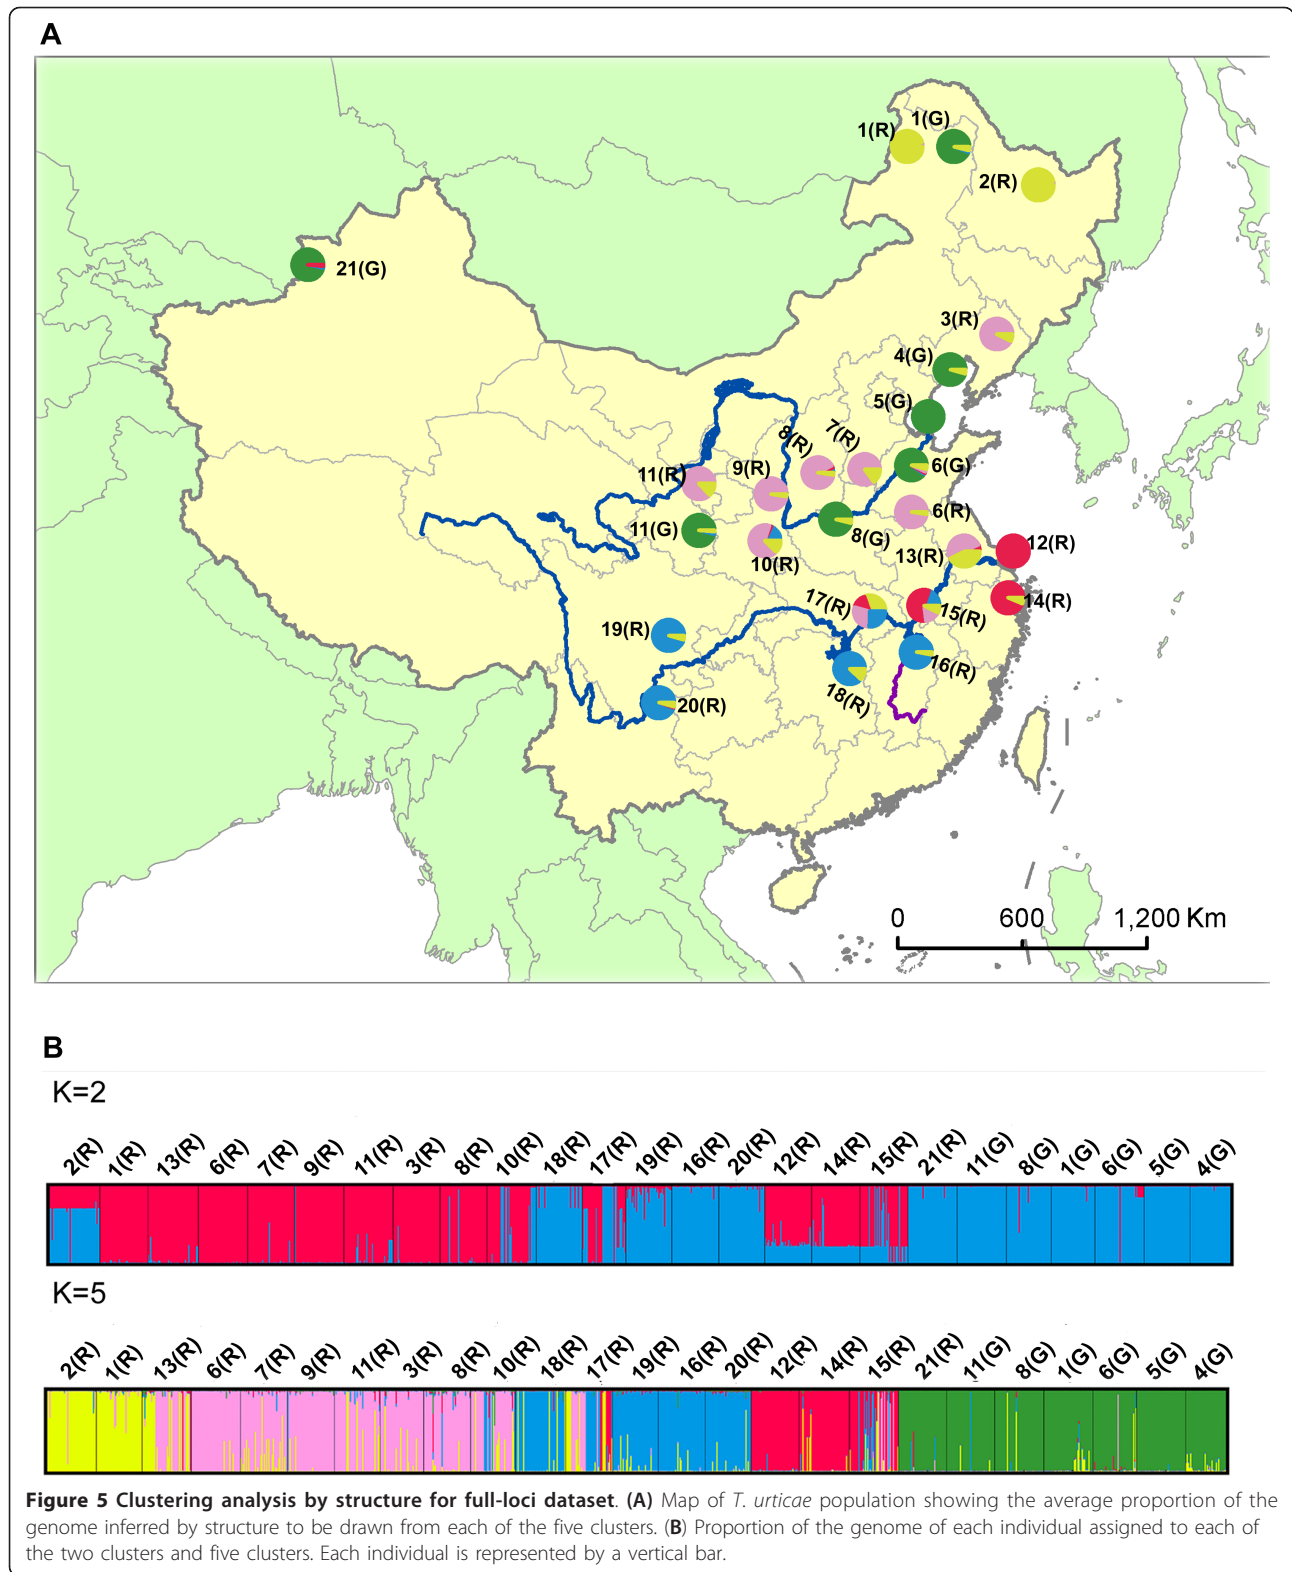 A
1(R)
1(G)
2(R)
21(G)
3(R)
4(G)
5(G)
7(R)
8(R)
9(R)
11(R)
6(G)
6(R)
11(G)
8(G)
10(R)
13(R)
12(R)
14(R)
17(R)
15(R)
19(R)
16(R)
18(R)
20(R)
0 600 1,200 Km
B
K=2
2(R) 1(R) 13(R) 6(R) 7(R) 9(R) 11(R) 3(R) 8(R) 10(R) 18(R) 17(R) 19(R) 16(R) 20(R) 12(R) 14(R) 15(R) 21(R) 11(G) 8(G) 1(G) 6(G) 5(G) 4(G)
K=5
2(R) 1(R) 13(R) 6(R) 7(R) 9(R) 11(R) 3(R) 8(R) 10(R) 18(R) 17(R) 19(R) 16(R) 20(R) 12(R) 14(R) 15(R) 21(R) 11(G) 8(G) 1(G) 6(G) 5(G) 4(G)
Figure 5 Clustering analysis by structure for full-loci dataset. (A) Map of T. urticae population showing the average proportion of the
genome inferred by structure to be drawn from each of the five clusters. (B) Proportion of the genome of each individual assigned to each of
the two clusters and five clusters. Each individual is represented by a vertical bar.